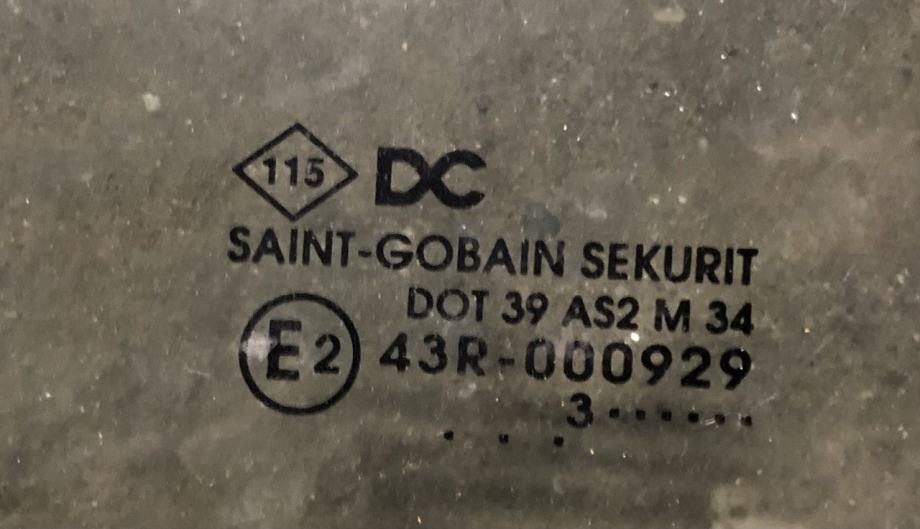 115 DC
SAINT-GOBAIN SEKURIT
DOT 39 AS2 M 34
E2 43R-000929
3.......
...